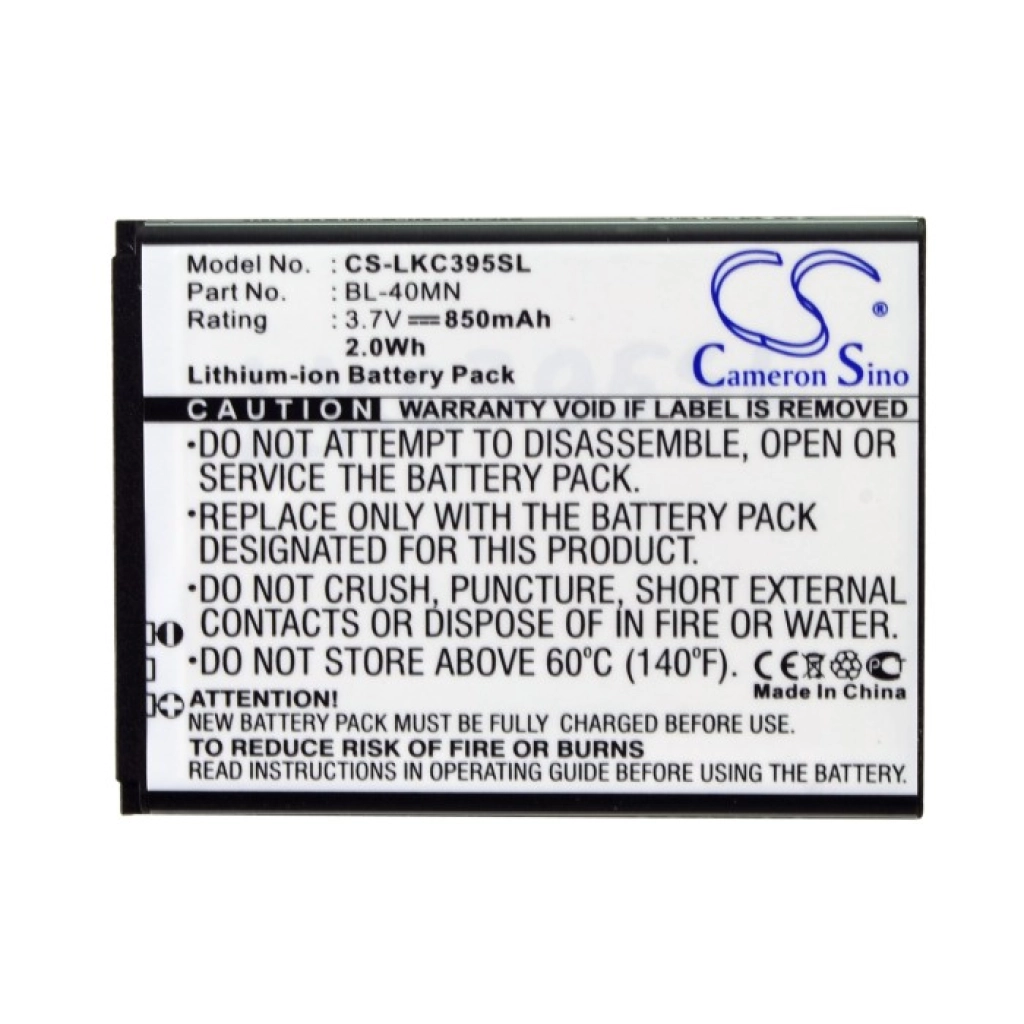 Model No. : CS-LKC395SL
Part No. : BL-40MN
Rating : 3.7V 850mAh
2.0Wh
Lithium-ion Battery Pack
CS ®
Cameron Sino
CAUTION WARRANTY VOID IF LABEL IS REMOVED
·DO NOT ATTEMPT TO DISASSEMBLE, OPEN OR
SERVICE THE BATTERY PACK.
·REPLACE ONLY WITH THE BATTERY PACK
DESIGNATED FOR THIS PRODUCT.
·DO NOT CRUSH, PUNCTURE, SHORT EXTERNAL
CONTACTS OR DISPOSE OF IN FIRE OR WATER.
·DO NOT STORE ABOVE 60°C (140°F).
CE
Made In China
ATTENTION!
NEW BATTERY PACK MUST BE FULLY CHARGED BEFORE USE
TO REDUCE RISK OF FIRE OR BURNS
READ INSTRUCTIONS IN OPERATING GUIDE BEFORE USING THE BATTERY.